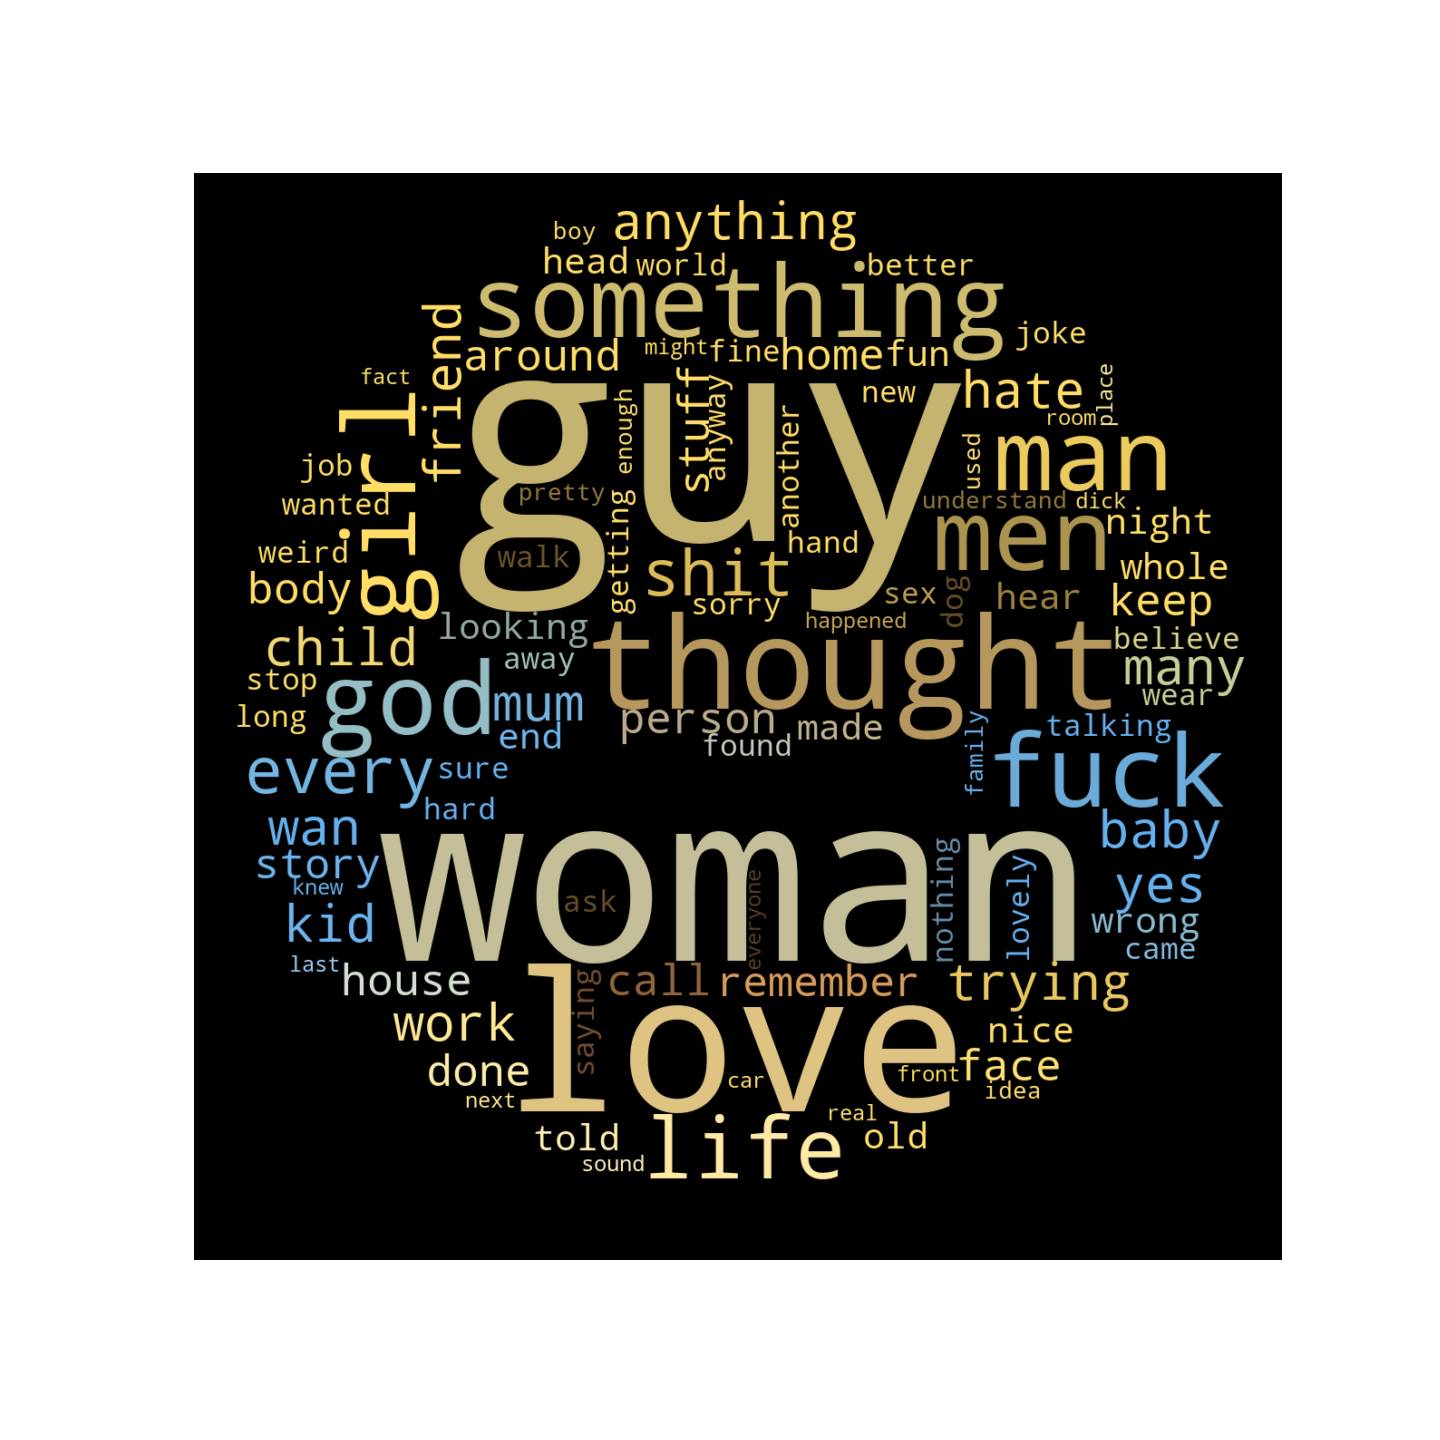 anything
boy
head
world
better
something
friend
around
might
fine
home
fun
joke
fact
girl
guy
stuff
anyway
enough
another
new
hate
place
room
man
job
wanted
pretty
used
understand
dick
men
night
weird
walk
getting
shit
hand
whole
body
sorry
sex
dog
hear
keep
happened
child
looking
away
thought
believe
many
wear
stop
long
god
mum
end
person
found
made
family
talking
fuck
every
sure
hard
wan
story
knew
kid
last
woman
ask
everyone
nothing
lovely
baby
yes
wrong
came
house
saying
call
remember
trying
work
love
nice
done
next
car
front
face
idea
real
told
sound
life
old